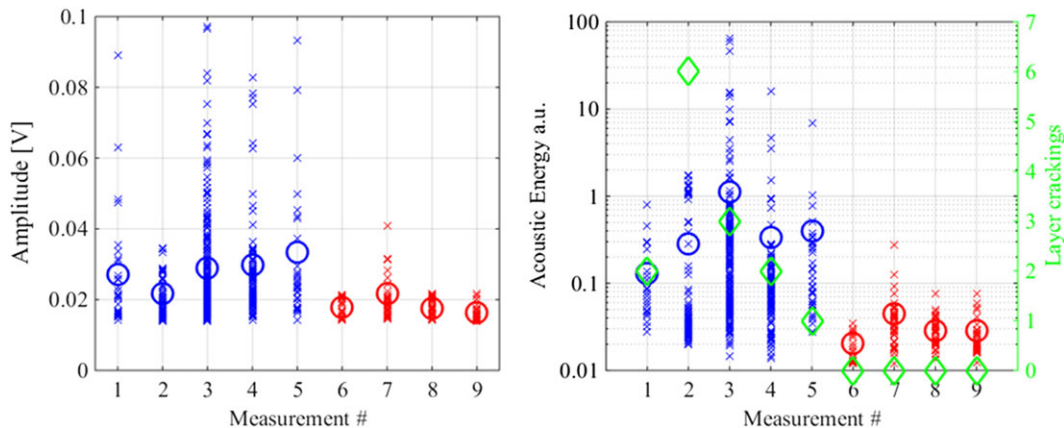 0.1
0.08
0.06
0.04
0.02
0
Amplitude [V]
1 2 3 4 5 6 7 8 9
Measurement #
100
10
1
0.1
0.01
Acoustic Energy a.u.
7
6
5
4
3
2
1
0
Layer crackings
1 2 3 4 5 6 7 8 9
Measurement #